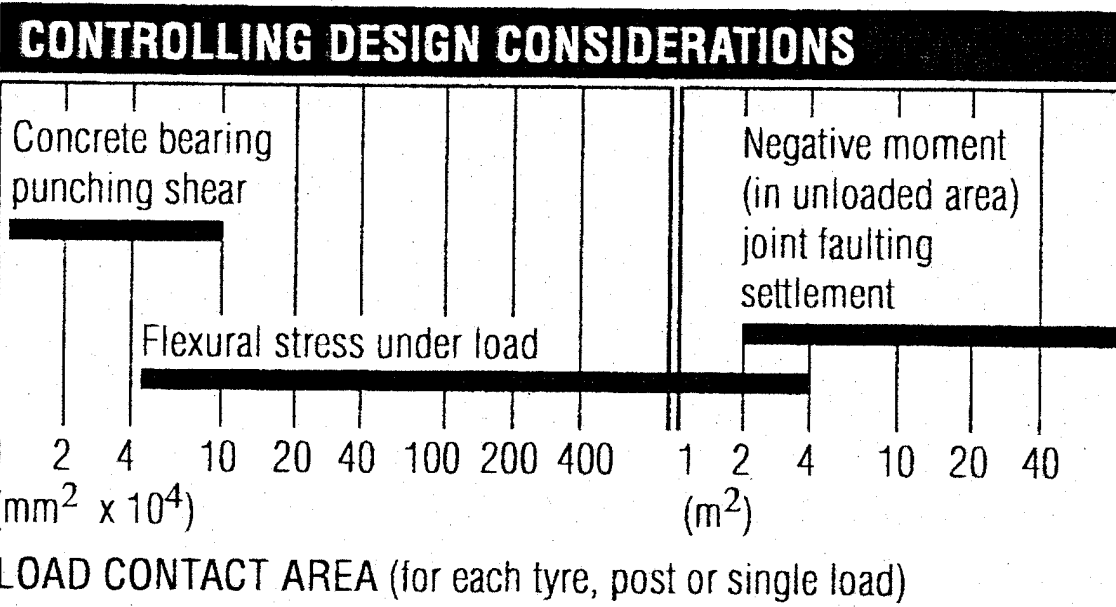 CONTROLLING DESIGN CONSIDERATIONS
Concrete bearing
punching shear
Negative moment
(in unloaded area)
joint faulting
settlement
Flexural stress under load
2 4 10 20 40 100 200 400 1 2 4 10 20 40
(mm² x 10⁴) (m²)
LOAD CONTACT AREA (for each tyre, post or single load)